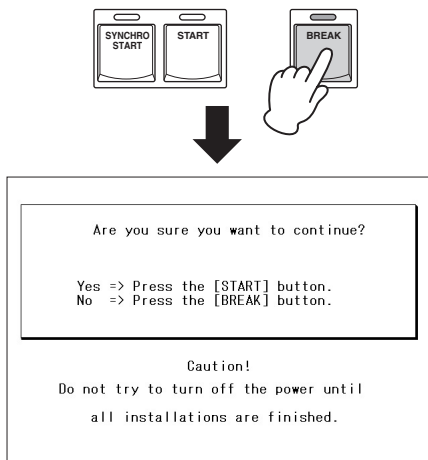 SYNCHRO
START
START
BREAK
Are you sure you want to continue?
Yes => Press the [START] button.
No => Press the [BREAK] button.
Caution!
Do not try to turn off the power until
all installations are finished.